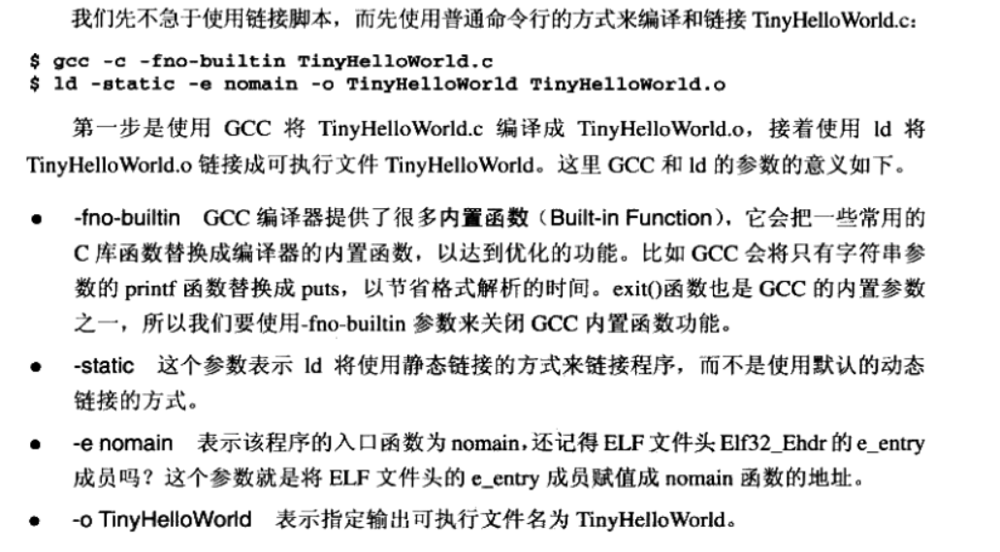 我们先不急于使用链接脚本，而先使用普通命令行的方式来编译和链接 TinyHelloWorld.c：
$ gcc -c -fno-builtin TinyHelloWorld.c
$ ld -static -e nomain -o TinyHelloWorld TinyHelloWorld.o
第一步是使用 GCC 将 TinyHelloWorld.c 编译成 TinyHelloWorld.o，接着使用 ld 将
TinyHelloWorld.o 链接成可执行文件 TinyHelloWorld。这里 GCC 和 ld 的参数的意义如下。
● -fno-builtin GCC 编译器提供了很多内置函数（Built-in Function），它会把一些常用的
C 库函数替换成编译器的内置函数，以达到优化的功能。比如 GCC 会将只有字符串参
数的 printf 函数替换成 puts，以节省格式解析的时间。exit()函数也是 GCC 的内置参数
之一，所以我们要使用-fno-builtin 参数来关闭 GCC 内置函数功能。
● -static 这个参数表示 ld 将使用静态链接的方式来链接程序，而不是使用默认的动态
链接的方式。
● -e nomain 表示该程序的入口函数为 nomain，还记得 ELF 文件头 Elf32_Ehdr 的 e_entry
成员吗？这个参数就是将 ELF 文件头的 e_entry 成员赋值成 nomain 函数的地址。
● -o TinyHelloWorld 表示指定输出可执行文件名为 TinyHelloWorld。